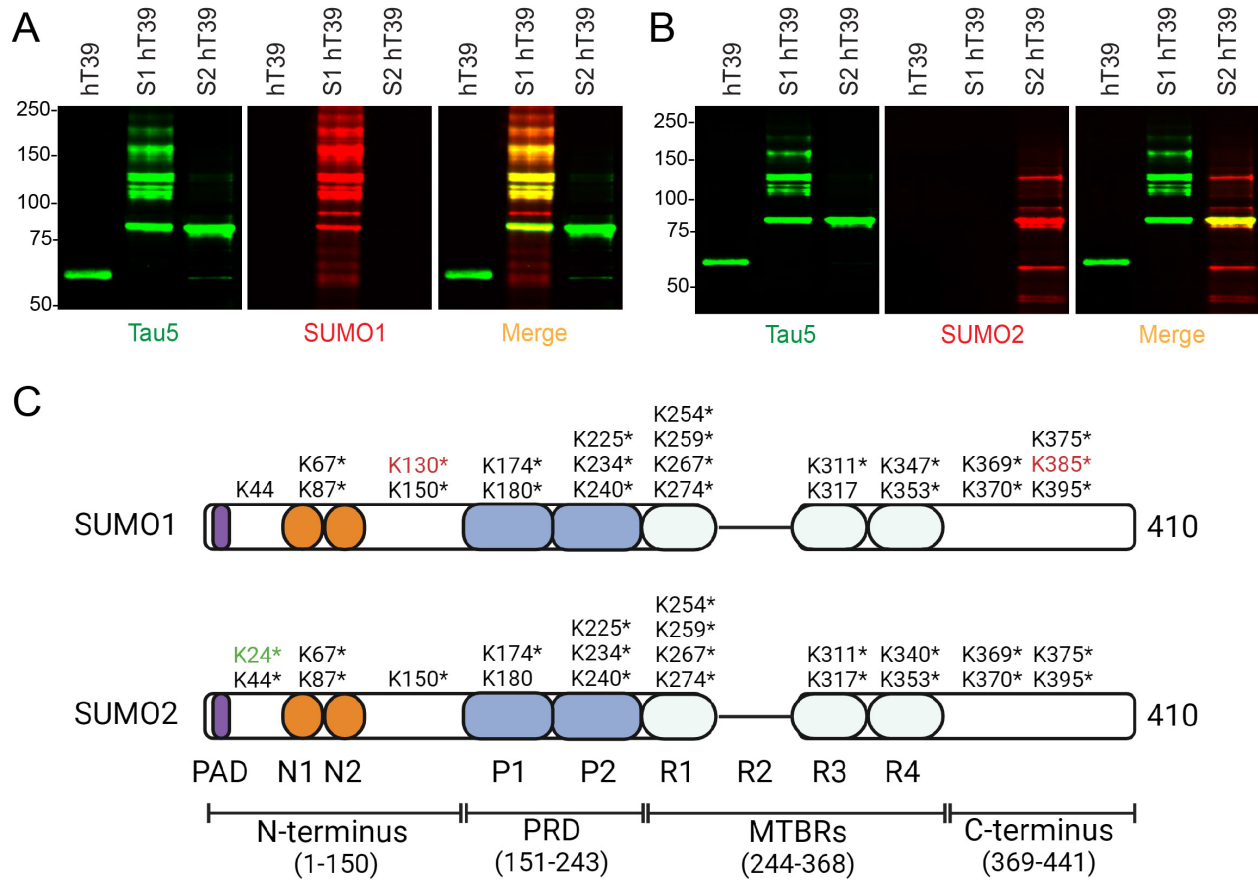 A
hT39
S1 hT39
S2 hT39
hT39
S1 hT39
S2 hT39
hT39
S1 hT39
S2 hT39
250
150
100
75
50
Tau5
SUMO1
Merge
B
hT39
S1 hT39
S2 hT39
hT39
S1 hT39
S2 hT39
hT39
S1 hT39
S2 hT39
250
150
100
75
50
Tau5
SUMO2
Merge
C
K254*
K225* K259* K375*
K67* K130* K174* K234* K267* K311* K347* K369* K385*
K44 K87* K150* K180* K240* K274* K317 K353* K370* K395*
SUMO1 410
K254*
K225* K259*
K24* K67* K174* K234* K267* K311* K340* K369* K375*
K44* K87* K150* K180 K240* K274* K317* K353* K370* K395*
SUMO2 410
PAD N1 N2 P1 P2 R1 R2 R3 R4
N-terminus PRD MTBRs C-terminus
(1-150) (151-243) (244-368) (369-441)